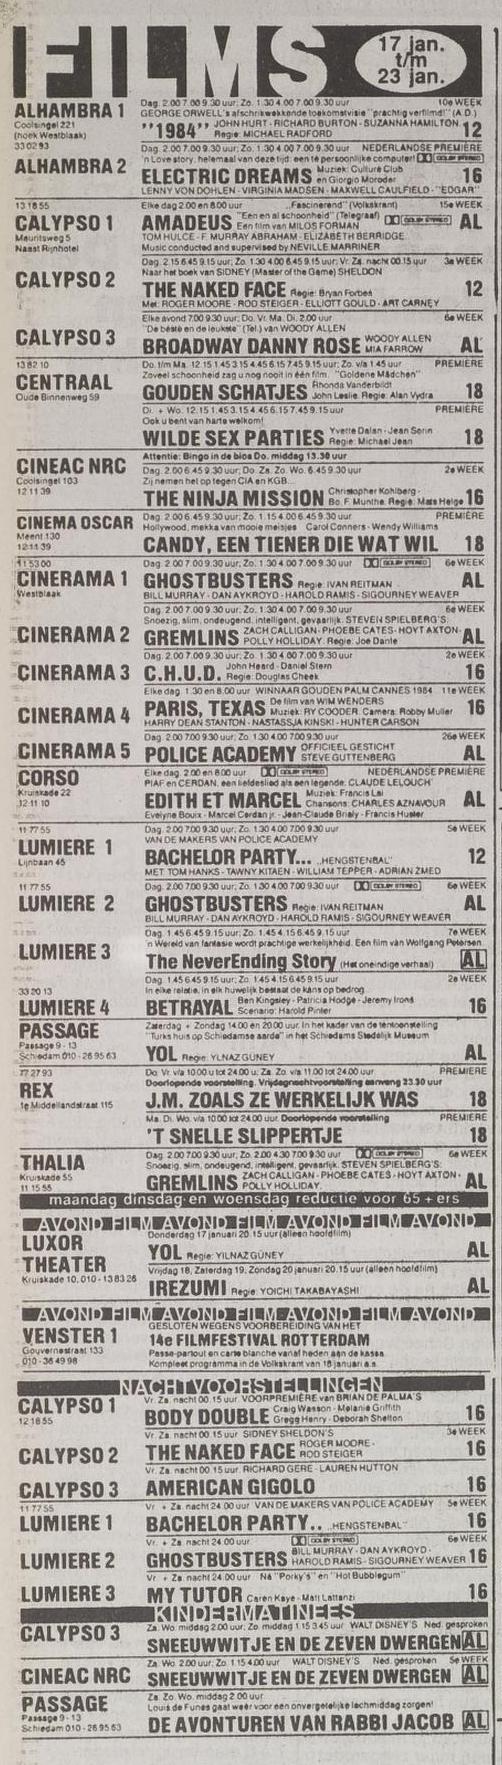 FILMS
17 jan.
t/m
23 jan.
ALHAMBRA 1
Coolsingel 221
(hoek Westblaak)
33 02 93
Dag. 2.00 7.00 9.30 uur; Zo. 1.30 4.00 7.00 9.30 uur 10e WEEK
GEORGE ORWELL's afschrikwekkende toekomstvisie "prachtig verfilmd!" (A.D.)
"1984" JOHN HURT - RICHARD BURTON - SUZANNA HAMILTON 12
Regie: MICHAEL RADFORD
ALHAMBRA 2
Dag. 2.00 7.00 9.30 uur; Zo. 1.30 4.00 7.00 9.30 uur NEDERLANDSE PREMIÈRE
'n Love story, helemaal van deze tijd: een te persoonlijke computer! DOLBY STEREO
ELECTRIC DREAMS Muziek: Culture Club en Giorgio Moroder 16
LENNY VON DOHLEN - VIRGINIA MADSEN - MAXWELL CAULFIELD - "EDGAR"
13 18 55
CALYPSO 1
Mauritsweg 5
Naast Rijnhotel
Elke dag 2.00 en 8.00 uur "Fascinerend" (Volkskrant) 15e WEEK
AMADEUS "Een en al schoonheid" (Telegraaf) DOLBY STEREO AL
Een film van MILOS FORMAN
TOM HULCE - F. MURRAY ABRAHAM - ELIZABETH BERRIDGE
Music conducted and supervised by NEVILLE MARRINER
CALYPSO 2
Dag. 2.15 6.45 9.15 uur; Zo. 1.30 4.00 6.45 9.15 uur; Vr. Za. nacht 00.15 uur 3e WEEK
Naar het boek van SIDNEY (Master of the Game) SHELDON
THE NAKED FACE Regie: Bryan Forbes 12
Met: ROGER MOORE - ROD STEIGER - ELLIOTT GOULD - ART CARNEY
CALYPSO 3
Elke avond 7.00 9.30 uur; Do. Vr. Ma. Di. 2.00 uur 6e WEEK
"De beste en de leukste" (Tel.) van WOODY ALLEN
BROADWAY DANNY ROSE WOODY ALLEN MIA FARROW AL
13 82 10
CENTRAAL
Oude Binnenweg 59
Do. t/m Ma. 12.15 1.45 3.15 4.45 6.15 7.45 9.15 uur; Zo. v/a 1.45 uur PREMIERE
Zoveel schoonheid zag u nog nooit in één film. "Goldene Mädchen"
GOUDEN SCHATJES Rhonda Vanderbildt John Leslie. Regie: Alan Vydra 18
Di. + Wo. 12.15 1.45 3.15 4.45 6.15 7.45 9.15 uur PREMIERE
Ook u bent van harte welkom!
WILDE SEX PARTIES Yvette Dalan - Jean Serin Regie: Michael Jean 18
Attentie: Bingo in de bios Do. middag 13.30 uur
CINEAC NRC
Coolsingel 103
12 11 39
Dag. 2.00 6.45 9.30 uur; Do. Za. Zo. Wo. 6.45 9.30 uur 2e WEEK
Zij nemen het op tegen CIA en KGB...
THE NINJA MISSION Christopher Kohlberg - Bo. F. Munthe. Regie: Mats Helge 16
CINEMA OSCAR
Meent 130
12 11 39
Dag. 2.00 6.45 9.30 uur; Zo. 1.15 4.00 6.45 9.30 uur PREMIÈRE
Hollywood, mekka van mooie meisjes Carol Conners - Wendy Williams
CANDY, EEN TIENER DIE WAT WIL 18
11 53 00
CINERAMA 1
Westblaak
Dag. 2.00 7.00 9.30 uur; Zo. 1.30 4.00 7.00 9.30 uur DOLBY STEREO 6e WEEK
GHOSTBUSTERS Regie: IVAN REITMAN AL
BILL MURRAY - DAN AYKROYD - HAROLD RAMIS - SIGOURNEY WEAVER
CINERAMA 2
Dag. 2.00 7.00 9.30 uur; Zo. 1.30 4.00 7.00 9.30 uur 6e WEEK
Snoezig, slim, ondeugend, intelligent, gevaarlijk. STEVEN SPIELBERG'S:
GREMLINS ZACH CALLIGAN - PHOEBE CATES - HOYT AXTON - POLLY HOLLIDAY. Regie: Joe Dante AL
CINERAMA 3
Dag. 2.00 7.00 9.30 uur; Zo. 1.30 4.00 7.00 9.30 uur 2e WEEK
C.H.U.D. John Heard - Daniel Stern Regie: Douglas Cheek 16
CINERAMA 4
Elke dag 1.30 en 8.00 uur WINNAAR GOUDEN PALM CANNES 1984 11e WEEK
PARIS, TEXAS De film van WIM WENDERS Muziek: RY COODER. Camera: Robby Muller 16
HARRY DEAN STANTON - NASTASSJA KINSKI - HUNTER CARSON
CINERAMA 5
Dag. 2.00 7.00 9.30 uur; Zo. 1.30 4.00 7.00 9.30 uur 26e WEEK
POLICE ACADEMY OFFICIEEL GESTICHT STEVE GUTTENBERG AL
CORSO
Kruiskade 22
12 11 10
Elke dag 2.00 en 8.00 uur DOLBY STEREO NEDERLANDSE PREMIÈRE
PIAF en CERDAN, een liefdeslied als een legende: CLAUDE LELOUCH
EDITH ET MARCEL Muziek: Francis Lai Chansons: CHARLES AZNAVOUR AL
Evelyne Bouix - Marcel Cerdan jr. - Jean-Claude Brialy - Francis Huster
11 77 55
LUMIERE 1
Lijnbaan 45
Dag. 2.00 7.00 9.30 uur; Zo. 1.30 4.00 7.00 9.30 uur 5e WEEK
VAN DE MAKERS VAN POLICE ACADEMY
BACHELOR PARTY... "HENGSTENBAL" 12
MET TOM HANKS - TAWNY KITAEN - WILLIAM TEPPER - ADRIAN ZMED
11 77 55
LUMIERE 2
Dag. 2.00 7.00 9.30 uur; Zo. 1.30 4.00 7.00 9.30 uur DOLBY STEREO 6e WEEK
GHOSTBUSTERS Regie: IVAN REITMAN AL
BILL MURRAY - DAN AYKROYD - HAROLD RAMIS - SIGOURNEY WEAVER
LUMIERE 3
Dag. 1.45 6.45 9.15 uur; Zo. 1.45 4.15 6.45 9.15 uur 7e WEEK
'n Wereld van fantasie wordt prachtige werkelijkheid. Een film van Wolfgang Petersen.
The NeverEnding Story (Het oneindige verhaal) AL
33 20 13
LUMIERE 4
Dag. 1.45 6.45 9.15 uur; Zo. 1.45 4.15 6.45 9.15 uur 2e WEEK
In elke relatie, in elk huwelijk bestaat de kans op bedrog...
BETRAYAL Ben Kingsley - Patricia Hodge - Jeremy Irons Scenario: Harold Pinter 16
PASSAGE
Passage 9 - 13
Schiedam 010 - 26 95 63
Zaterdag + Zondag 14.00 en 20.00 uur. In het kader van de tentoonstelling
"Turks huis op Schiedamse aarde" in het Schiedams Stedelijk Museum
YOL Regie: YILNAZ GÜNEY AL
77 27 93
REX
1e Middellandstraat 115
Do. Vr. v/a 10.00 u tot 24.00 u; Za. Zo. v/a 11.00 uur tot 24.00 uur PREMIERE
Doorlopende voorstelling. Vrijdagnachtvoorstelling aanvang 23.30 uur
J.M. ZOALS ZE WERKELIJK WAS 18
Ma. Di. Wo. v/a 10.00 tot 24.00 uur. Doorlopende voorstelling PREMIERE
'T SNELLE SLIPPERTJE 18
THALIA
Kruiskade 55
11 15 55
Dag. 2.00 7.00 9.30 uur; Zo. 2.00 4.30 7.00 9.30 uur DOLBY STEREO 6e WEEK
Snoezig, slim, ondeugend, intelligent, gevaarlijk. STEVEN SPIELBERG'S:
GREMLINS ZACH CALLIGAN - PHOEBE CATES - HOYT AXTON - POLLY HOLLIDAY. AL
maandag dinsdag en woensdag reductie voor 65 + ers
AVOND FILM AVOND FILM AVOND FILM AVOND FILM AVOND
LUXOR
THEATER
Kruiskade 10, 010 - 13 83 26
Donderdag 17 januari 20.15 uur (alleen hoofdfilm)
YOL Regie: YILNAZ GÜNEY AL
Vrijdag 18, Zaterdag 19, Zondag 20 januari 20.15 uur (alleen hoofdfilm)
IREZUMI Regie: YOICHI TAKABAYASHI AL
AVOND FILM AVOND FILM AVOND FILM AVOND FILM AVOND
VENSTER 1
Gouvernestraat 133
010 - 36 49 98
GESLOTEN WEGENS VOORBEREIDING VAN HET
14e FILMFESTIVAL ROTTERDAM
Passe-partout en carte blanche vanaf heden aan de kassa.
Kompleet programma in de Volkskrant van 18 januari a.s.
NACHTVOORSTELLINGEN
CALYPSO 1
12 18 55
Vr. Za. nacht 00.15 uur VOORPREMIÈRE van BRIAN DE PALMA'S
BODY DOUBLE Craig Wasson - Melanie Griffith Gregg Henry - Deborah Shelton 16
CALYPSO 2
Vr. Za. nacht 00.15 uur SIDNEY SHELDON'S 3e WEEK
THE NAKED FACE ROGER MOORE - ROD STEIGER 16
CALYPSO 3
Vr. Za. nacht 00.15 uur. RICHARD GERE - LAUREN HUTTON
AMERICAN GIGOLO 16
11 77 55
LUMIERE 1
Vr. + Za. nacht 24.00 uur VAN DE MAKERS VAN POLICE ACADEMY 5e WEEK
BACHELOR PARTY.. "HENGSTENBAL" 16
LUMIERE 2
Vr. + Za. nacht 24.00 uur DOLBY STEREO 6e WEEK
GHOSTBUSTERS BILL MURRAY - DAN AYKROYD - HAROLD RAMIS - SIGOURNEY WEAVER 16
LUMIERE 3
Vr. + Za. nacht 24.00 uur Na "Porky's" en "Hot Bubblegum"
MY TUTOR Caren Kaye - Matt Lattanzi 16
KINDERMATINEES
CALYPSO 3
Za. Wo. middag 2.00 uur; Zo. middag 1.15 3.45 uur WALT DISNEY'S Ned. gesproken
SNEEUWWITJE EN DE ZEVEN DWERGEN AL
CINEAC NRC
Za. Wo. 2.00 uur; Zo. 1.15 4.00 uur WALT DISNEY'S Ned. gesproken 5e WEEK
SNEEUWWITJE EN DE ZEVEN DWERGEN AL
PASSAGE
Passage 9 - 13
Schiedam 010 - 26 95 63
Za. Zo. Wo. middag 2.00 uur
Louis de Funes gaat weer voor een onvergetelijke lachmiddag zorgen!
DE AVONTUREN VAN RABBI JACOB AL